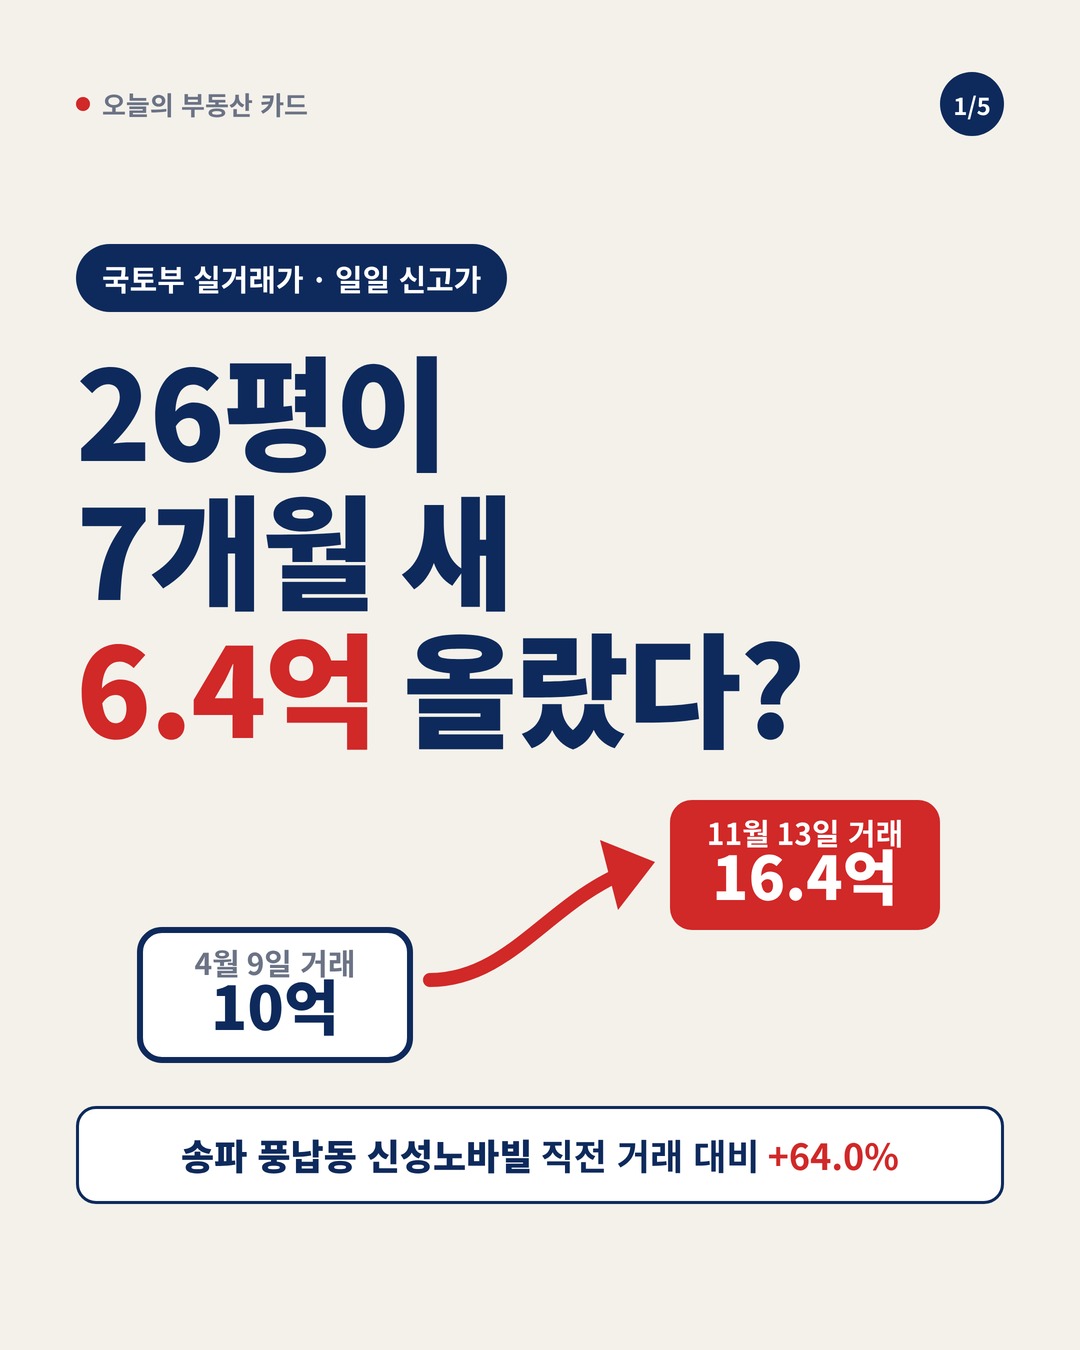 오늘의 부동산 카드
1/5
국토부 실거래가 · 일일 신고가
26평이
7개월 새
6.4억 올랐다?
11월 13일 거래
16.4억
4월 9일 거래
10억
송파 풍납동 신성노바빌 직전 거래 대비 +64.0%